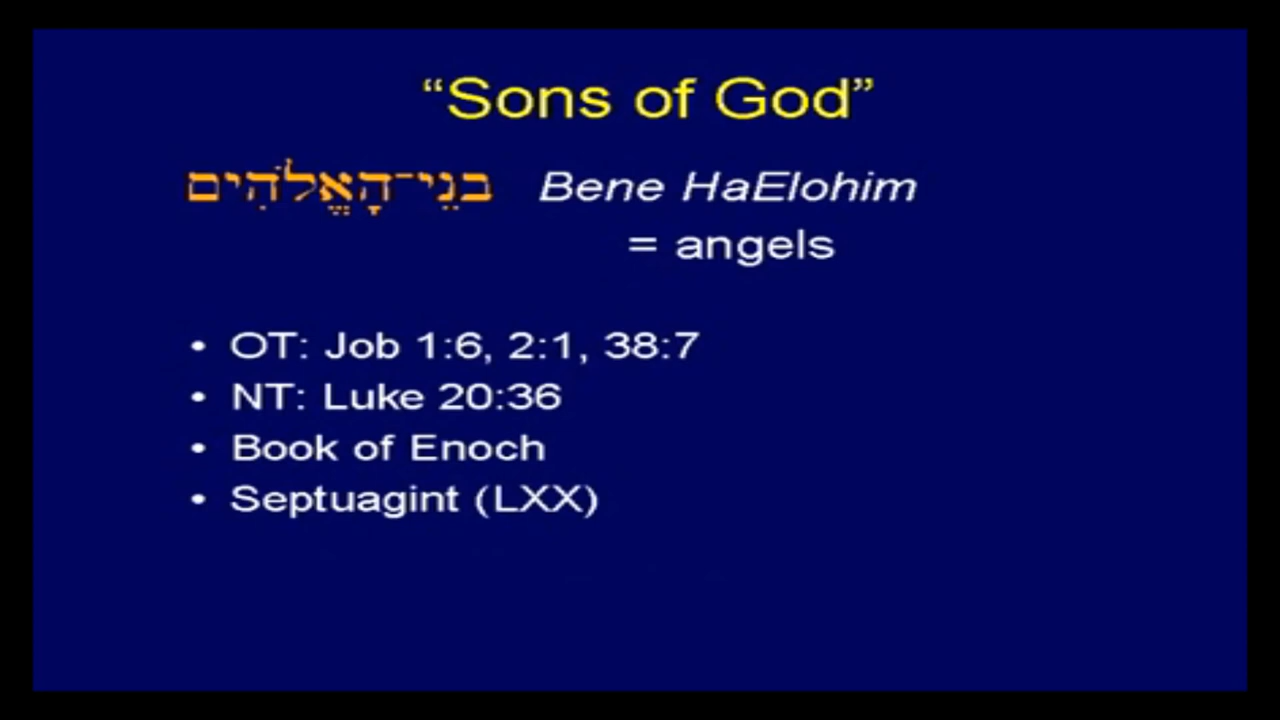 “Sons of God”
בְּנֵי־הָאֱלֹהִים Bene HaElohim
= angels
• OT: Job 1:6, 2:1, 38:7
• NT: Luke 20:36
• Book of Enoch
• Septuagint (LXX)